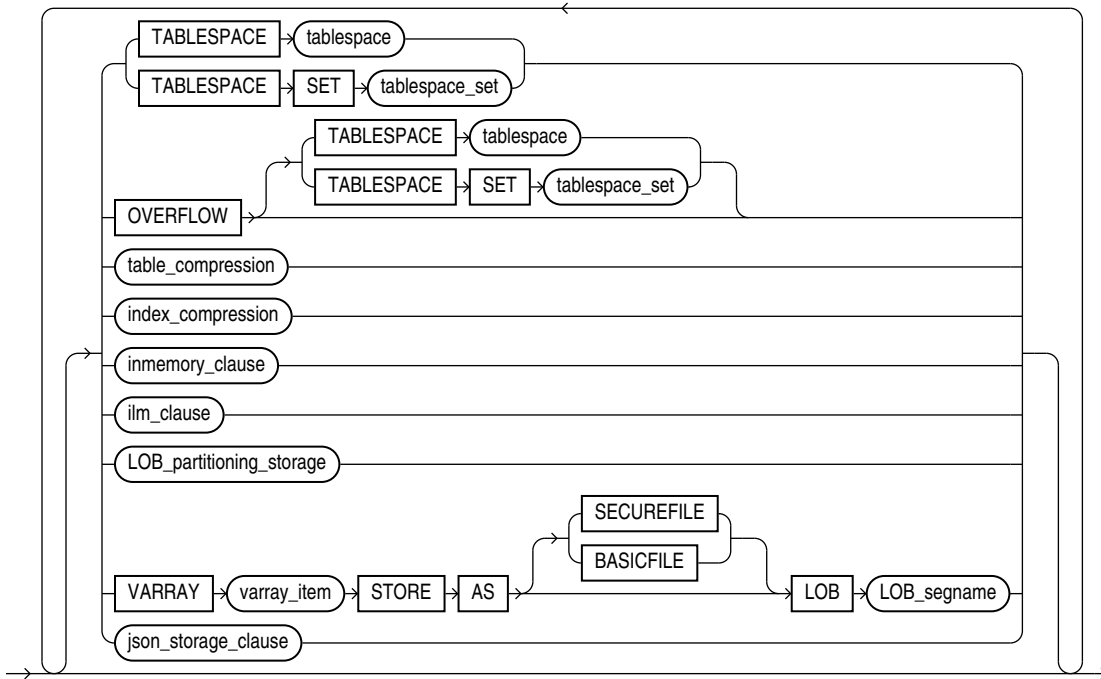 TABLESPACE tablespace
TABLESPACE SET tablespace_set
TABLESPACE tablespace
TABLESPACE SET tablespace_set
OVERFLOW
table_compression
index_compression
inmemory_clause
ilm_clause
LOB_partitioning_storage
SECUREFILE
BASICFILE
VARRAY varray_item STORE AS LOB LOB_segname
json_storage_clause